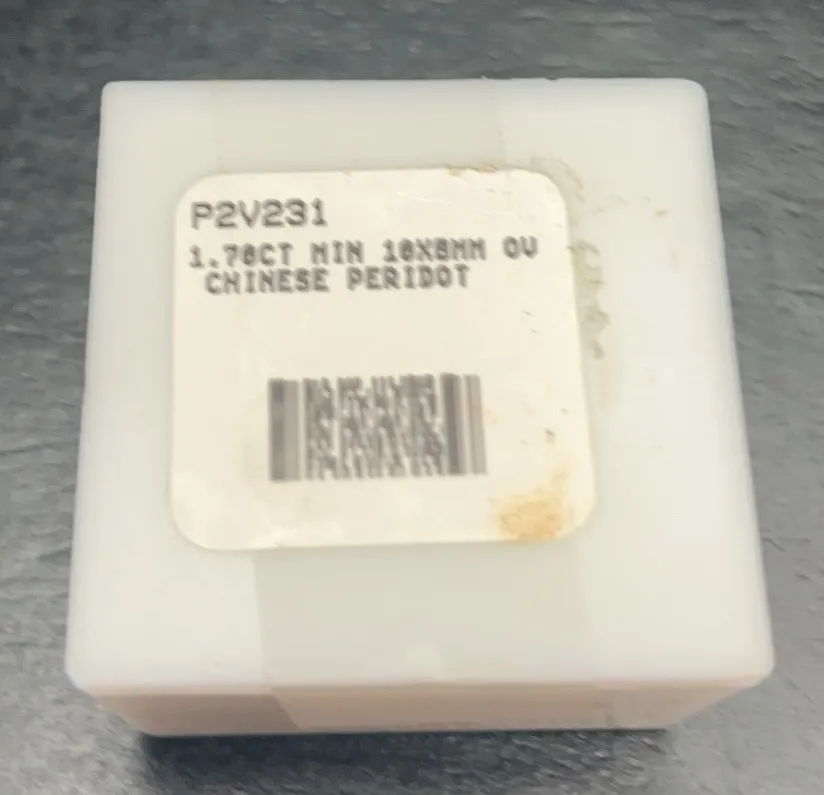 P2V231
1.70CT MIN 10X8MM OV
CHINESE PERIDOT